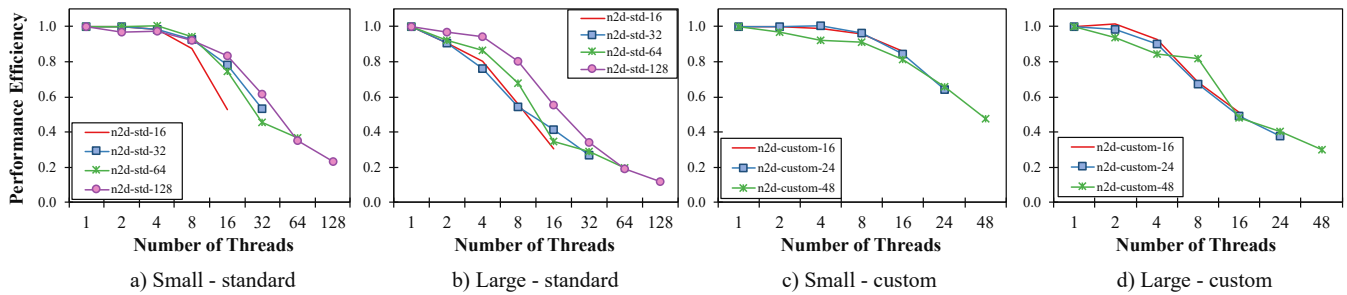 Performance Efficiency
1.0
0.8
0.6
0.4
0.2
0.0
n2d-std-16
n2d-std-32
n2d-std-64
n2d-std-128
1 2 4 8 16 32 64 128
Number of Threads
a) Small - standard
1.0
0.8
0.6
0.4
0.2
0.0
n2d-std-16
n2d-std-32
n2d-std-64
n2d-std-128
1 2 4 8 16 32 64 128
Number of Threads
b) Large - standard
1.0
0.8
0.6
0.4
0.2
0.0
n2d-custom-16
n2d-custom-24
n2d-custom-48
1 2 4 8 16 24 48
Number of Threads
c) Small - custom
1.0
0.8
0.6
0.4
0.2
0.0
n2d-custom-16
n2d-custom-24
n2d-custom-48
1 2 4 8 16 24 48
Number of Threads
d) Large - custom